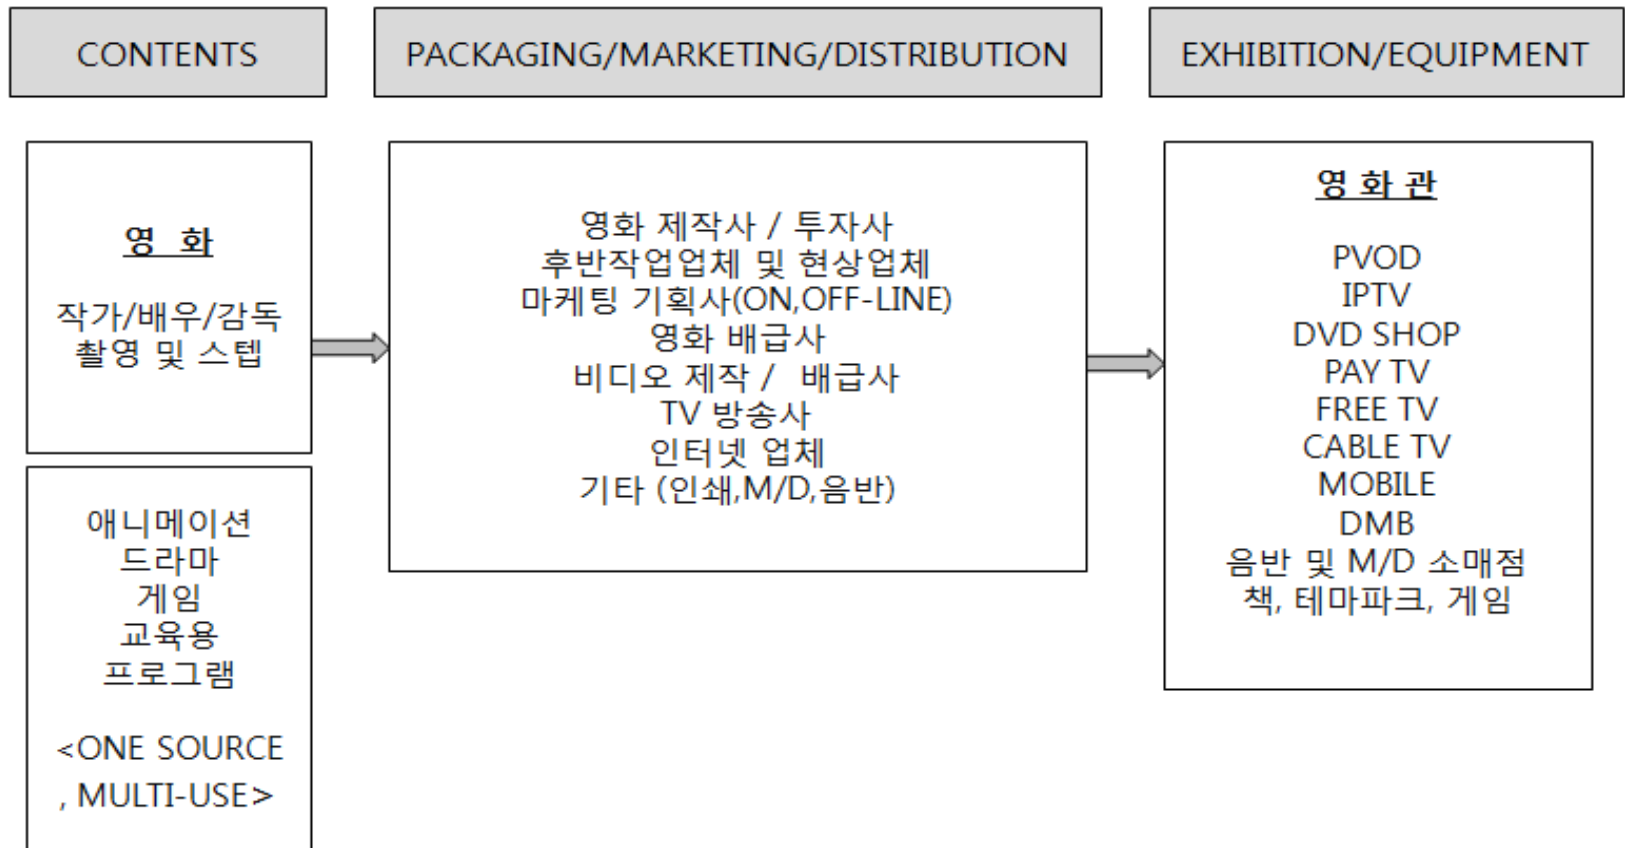 CONTENTS
PACKAGING/MARKETING/DISTRIBUTION
EXHIBITION/EQUIPMENT
영 화
작가/배우/감독
촬영 및 스텝
애니메이션
드라마
게임
교육용
프로그램
<ONE SOURCE
, MULTI-USE>
영화 제작사 / 투자사
후반작업업체 및 현상업체
마케팅 기획사(ON,OFF-LINE)
영화 배급사
비디오 제작 / 배급사
TV 방송사
인터넷 업체
기타 (인쇄,M/D,음반)
영 화 관
PVOD
IPTV
DVD SHOP
PAY TV
FREE TV
CABLE TV
MOBILE
DMB
음반 및 M/D 소매점
책, 테마파크, 게임